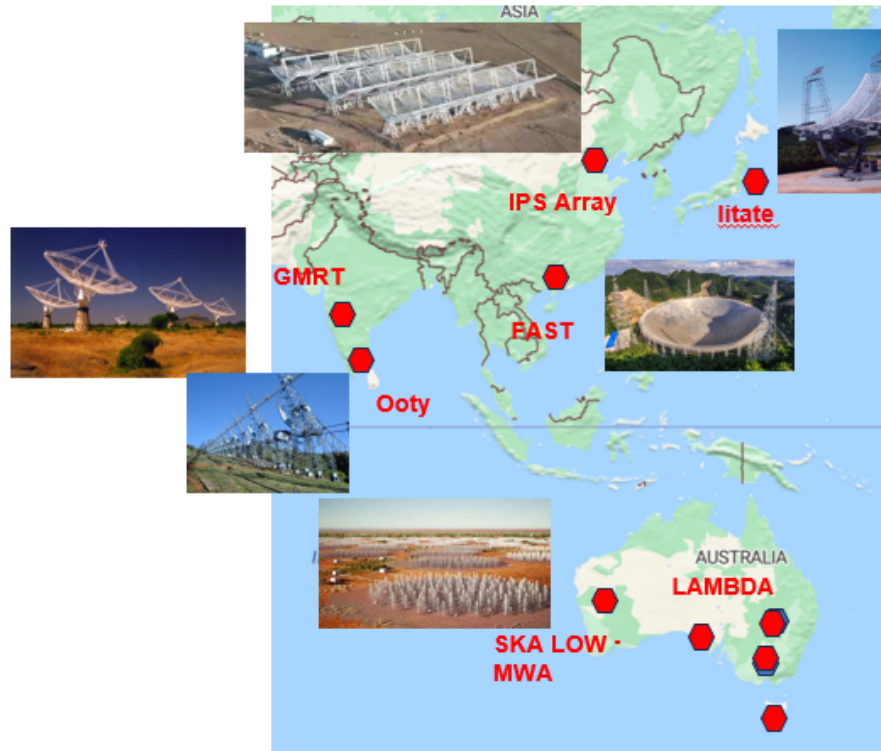 ASIA
IPS Array
Iitate
GMRT
FAST
Ooty
AUSTRALIA
LAMBDA
SKA LOW -
MWA